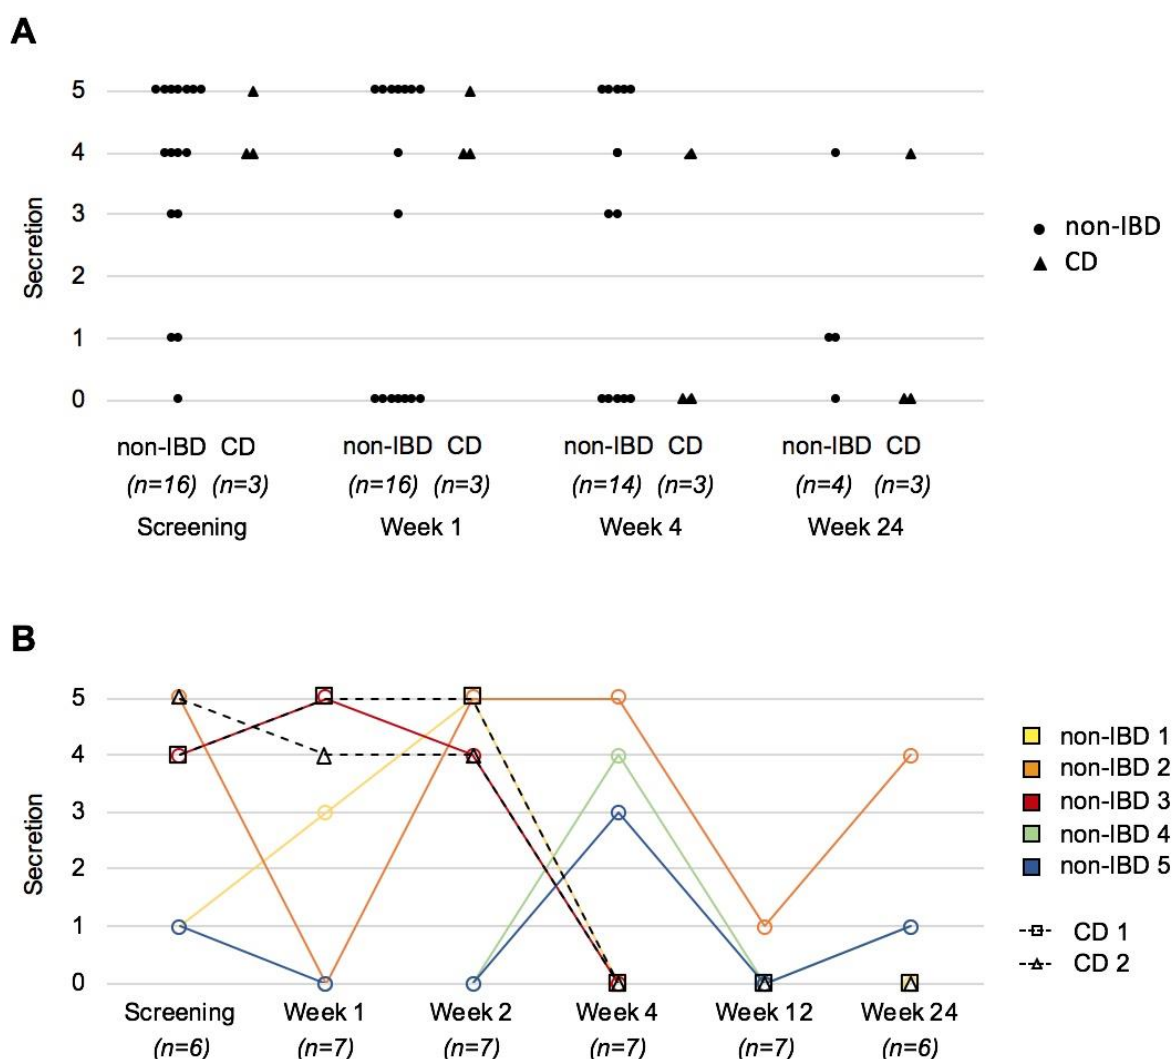 A
5
4
3
2
1
0
Secretion
non-IBD CD non-IBD CD non-IBD CD non-IBD CD
(n=16) (n=3) (n=16) (n=3) (n=14) (n=3) (n=4) (n=3)
Screening Week 1 Week 4 Week 24
non-IBD
CD
B
5
4
3
2
1
0
Secretion
Screening Week 1 Week 2 Week 4 Week 12 Week 24
(n=6) (n=7) (n=7) (n=7) (n=7) (n=6)
non-IBD 1
non-IBD 2
non-IBD 3
non-IBD 4
non-IBD 5
CD 1
CD 2